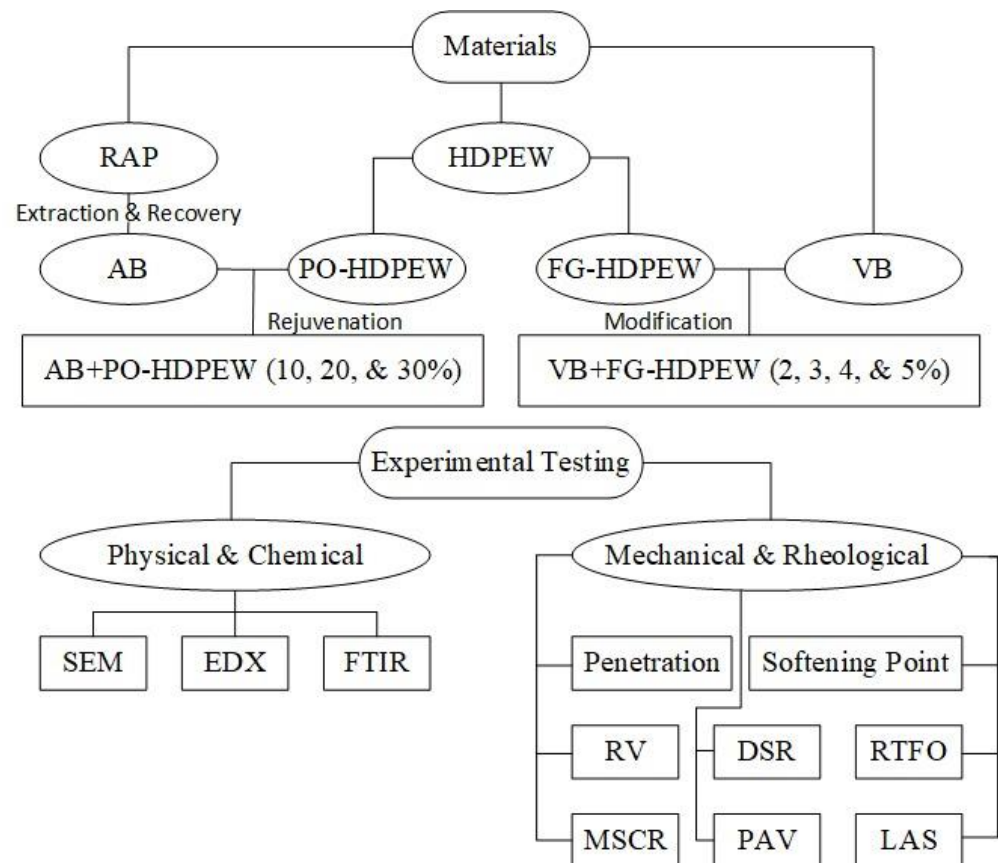 Materials
RAP
HDPEW
Extraction & Recovery
AB
PO-HDPEW
FG-HDPEW
VB
Rejuvenation
Modification
AB+PO-HDPEW (10, 20, & 30%)
VB+FG-HDPEW (2, 3, 4, & 5%)
Experimental Testing
Physical & Chemical
Mechanical & Rheological
SEM
EDX
FTIR
Penetration
Softening Point
RV
DSR
RTFO
MSCR
PAV
LAS